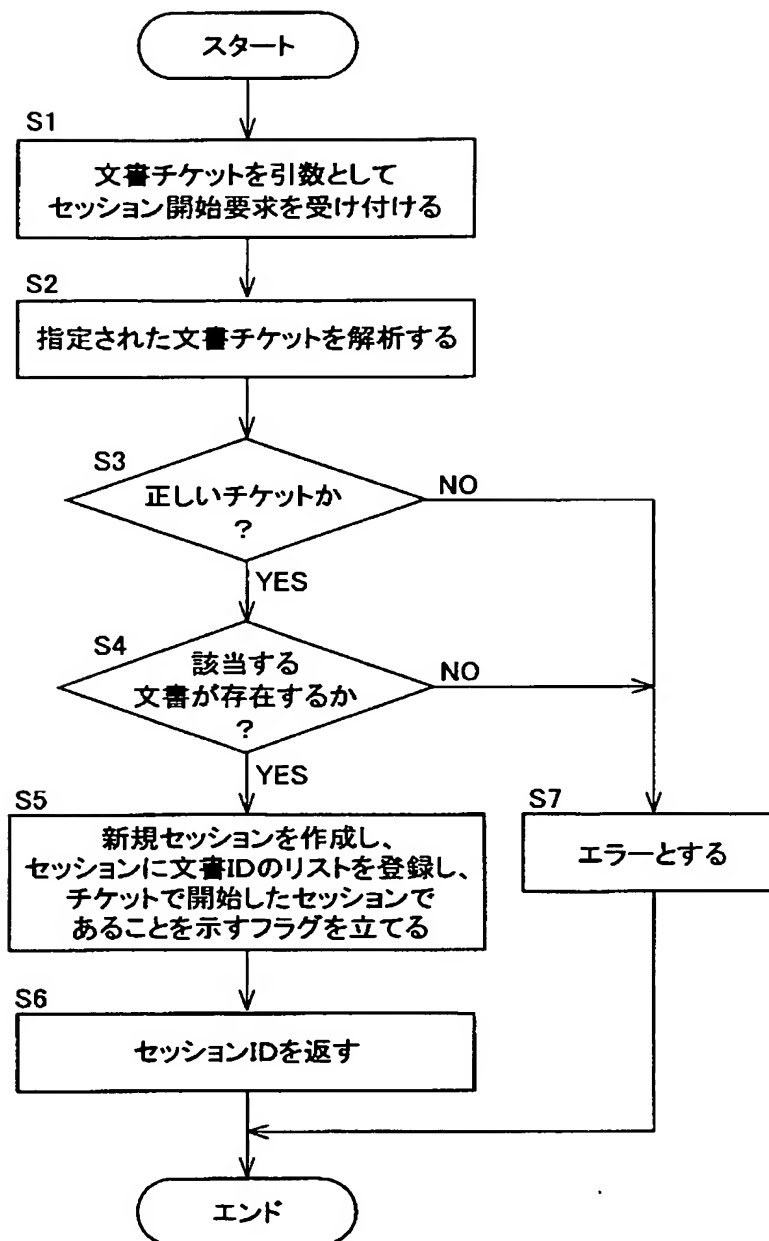 スタート
S1
文書チケットを引数として
セッション開始要求を受け付ける
S2
指定された文書チケットを解析する
S3
正しいチケットか
?
NO
YES
S4
該当する
文書が存在するか
?
NO
YES
S5
新規セッションを作成し、
セッションに文書IDのリストを登録し、
チケットで開始したセッションで
あることを示すフラグを立てる
S7
エラーとする
S6
セッションIDを返す
エンド